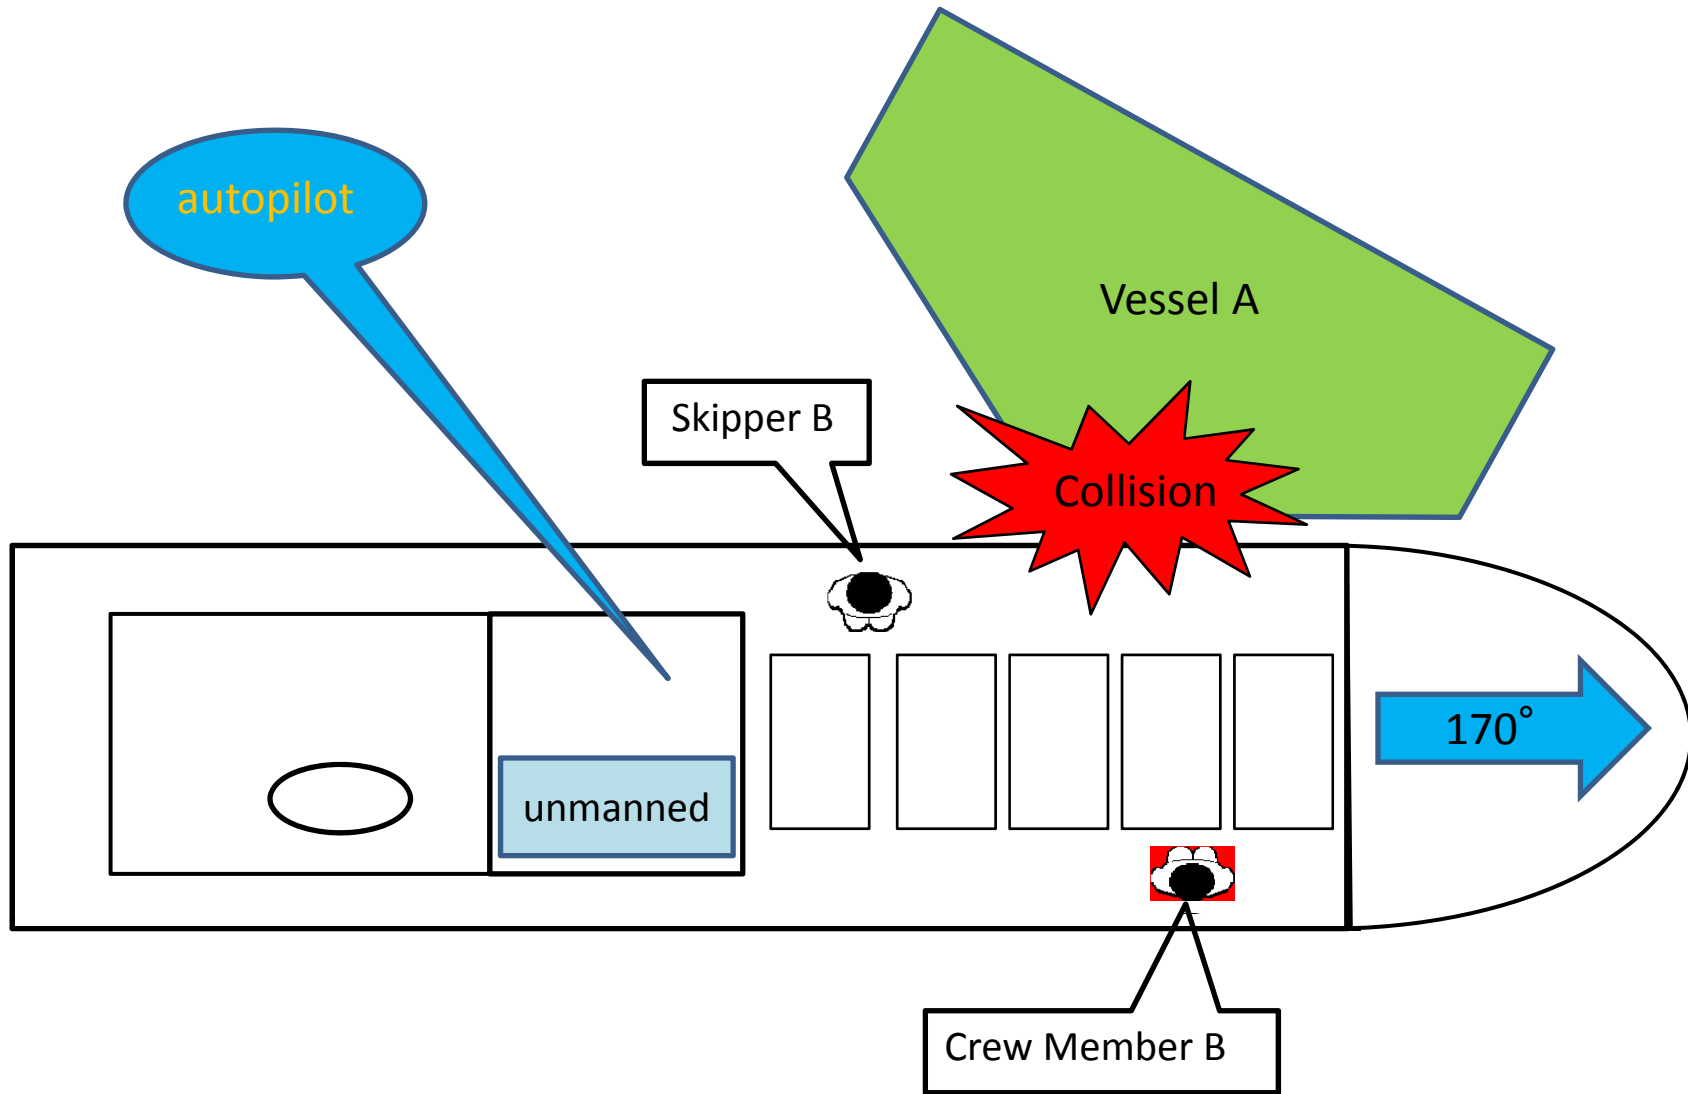 autopilot
Vessel A
Skipper B
Collision
170°
unmanned
Crew Member B